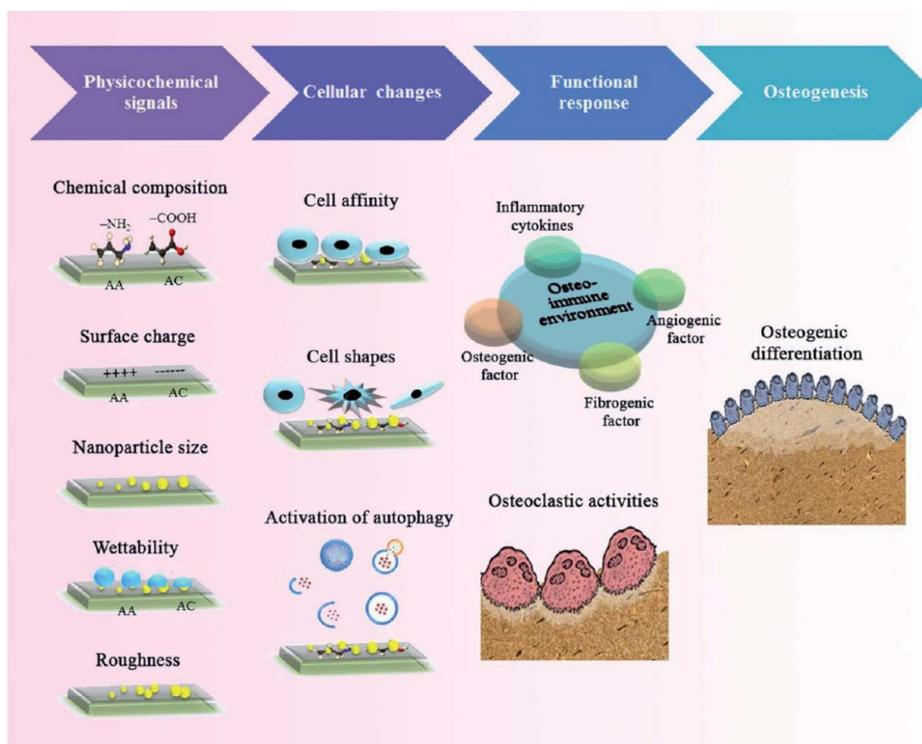 Physicochemical
signals
Cellular changes
Functional
response
Osteogenesis
Chemical composition
–NH₂
–COOH
AA
AC
Surface charge
++++
------
AA
AC
Nanoparticle size
Wettability
AA
AC
Roughness
Cell affinity
Cell shapes
Activation of autophagy
Inflammatory
cytokines
Osteo-
immune
environment
Angiogenic
factor
Osteogenic
factor
Fibrogenic
factor
Osteoclastic activities
Osteogenic
differentiation